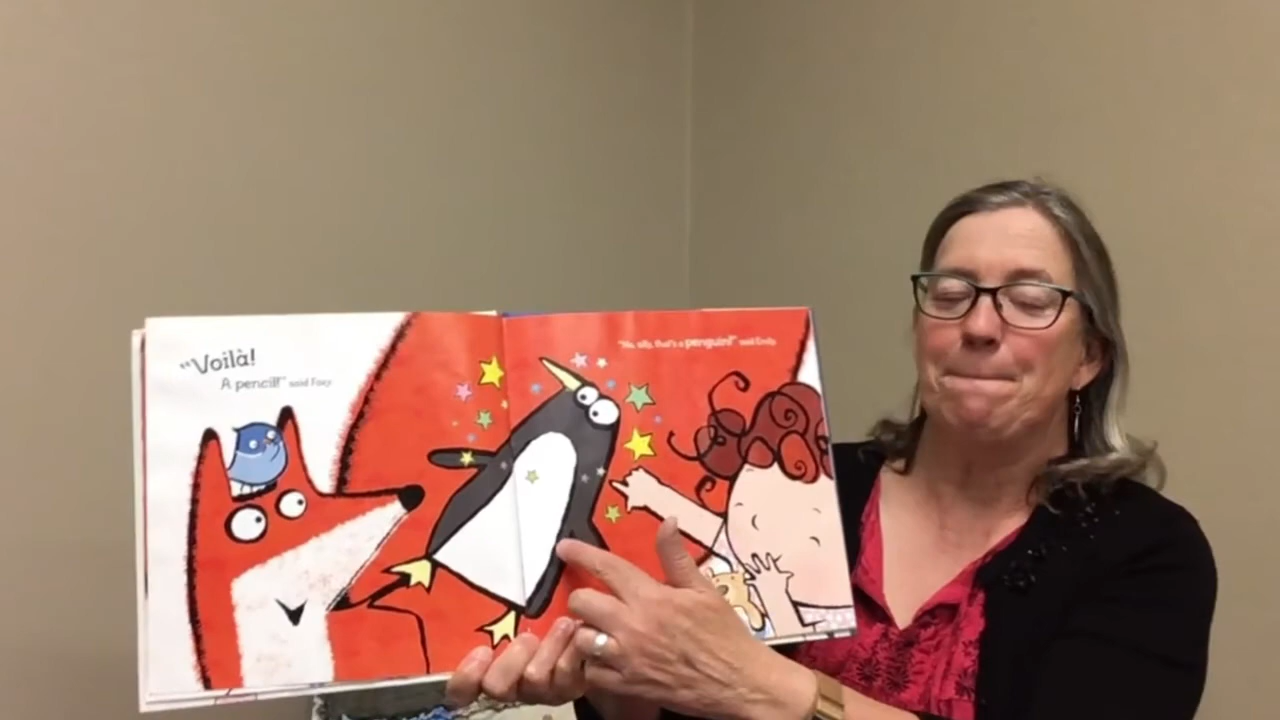 "Voilà!
A pencil!" said Foxy.
"No, silly, that's a penguin!" said Emily.